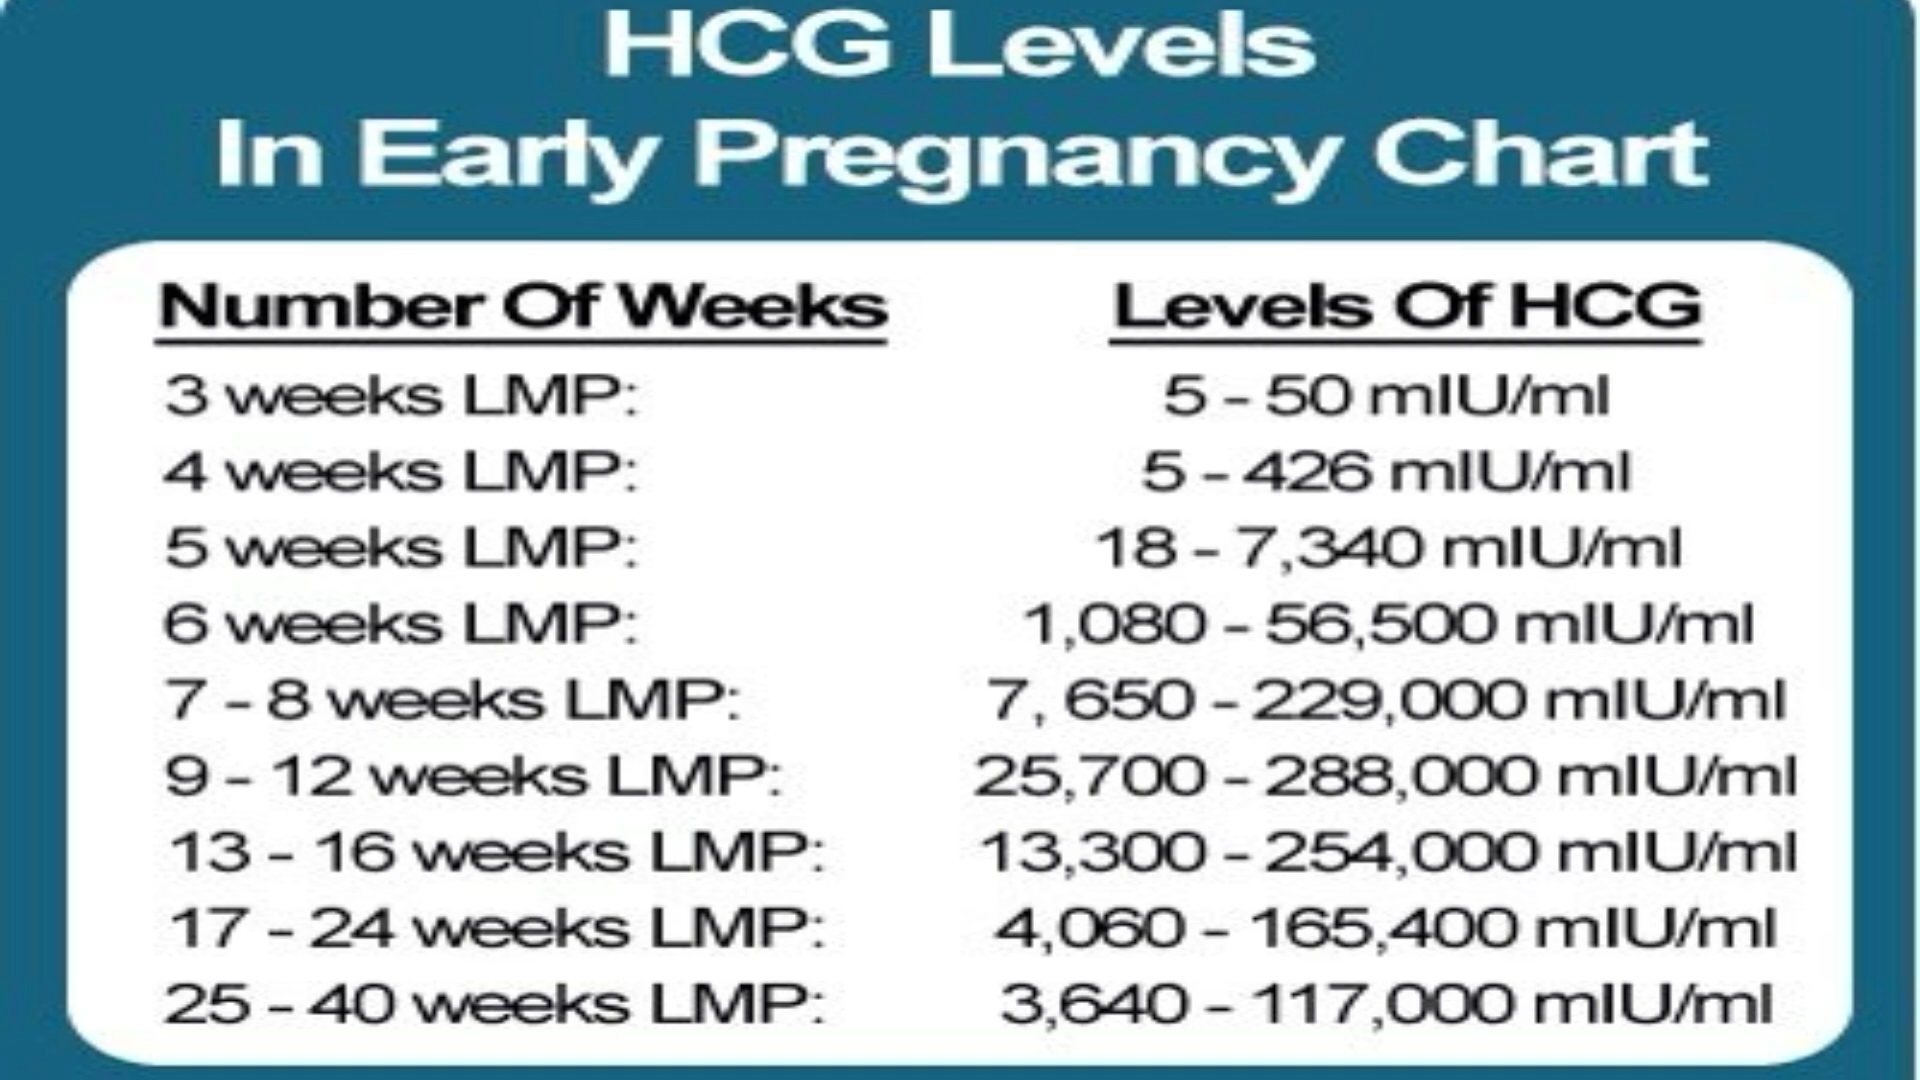 HCG Levels
In Early Pregnancy Chart
Number Of Weeks Levels Of HCG
3 weeks LMP: 5 - 50 mIU/ml
4 weeks LMP: 5 - 426 mIU/ml
5 weeks LMP: 18 - 7,340 mIU/ml
6 weeks LMP: 1,080 - 56,500 mIU/ml
7 - 8 weeks LMP: 7, 650 - 229,000 mIU/ml
9 - 12 weeks LMP: 25,700 - 288,000 mIU/ml
13 - 16 weeks LMP: 13,300 - 254,000 mIU/ml
17 - 24 weeks LMP: 4,060 - 165,400 mIU/ml
25 - 40 weeks LMP: 3,640 - 117,000 mIU/ml